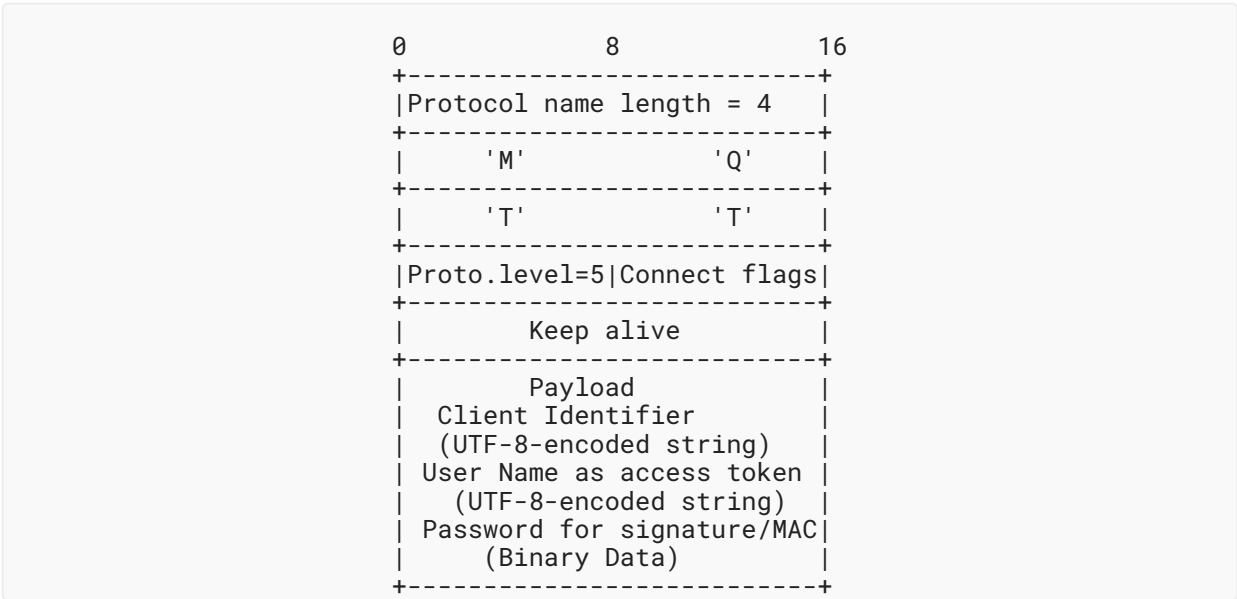 0             8             16
+---------------------------+
|Protocol name length = 4   |
+---------------------------+
|     'M'            'Q'    |
+---------------------------+
|     'T'            'T'    |
+---------------------------+
|Proto.level=5|Connect flags|
+---------------------------+
|        Keep alive         |
+---------------------------+
|        Payload            |
|  Client Identifier        |
|  (UTF-8-encoded string)   |
| User Name as access token |
|   (UTF-8-encoded string)  |
| Password for signature/MAC|
|     (Binary Data)         |
+---------------------------+